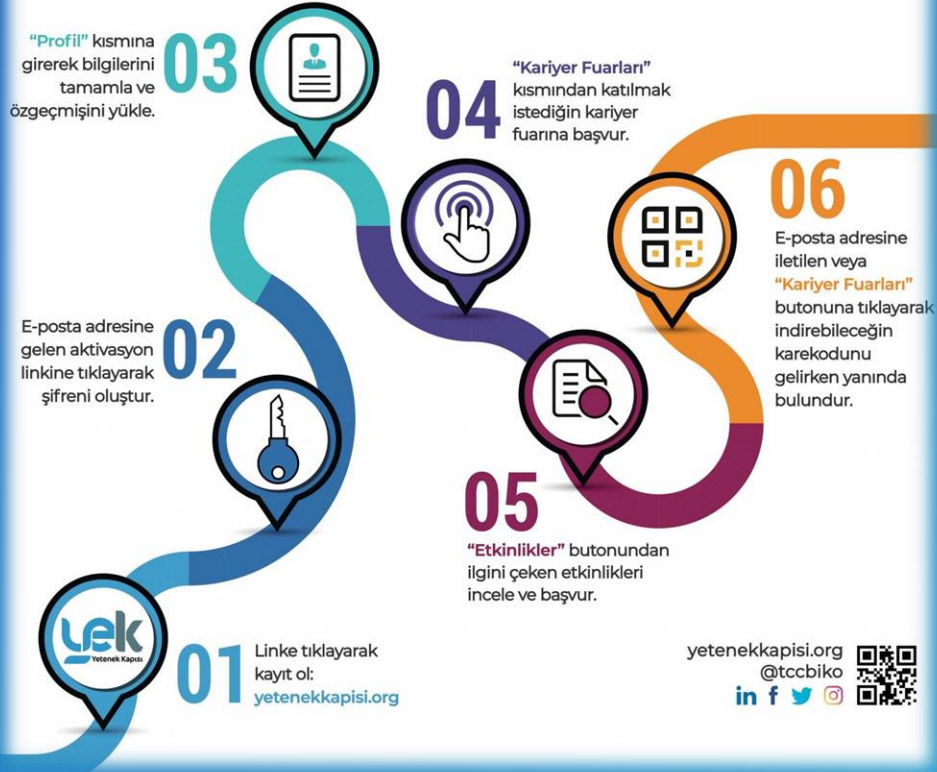 “Profil” kısmına
girerek bilgilerini
tamamla ve
özgeçmişini yükle.
03
04
“Kariyer Fuarları”
kısmından katılmak
istediğin kariyer
fuarına başvur.
06
E-posta adresine
iletilen veya
“Kariyer Fuarları”
butonuna tıklayarak
indirebileceğin
karekodunu
gelirken yanında
bulundur.
E-posta adresine
gelen aktivasyon
linkine tıklayarak
şifreni oluştur.
02
05
“Etkinlikler” butonundan
ilgini çeken etkinlikleri
incele ve başvur.
yek
Yetenek Kapısı
01
Linke tıklayarak
kayıt ol:
yetenekkapisi.org
yetenekkapisi.org
@tccbiko
in f